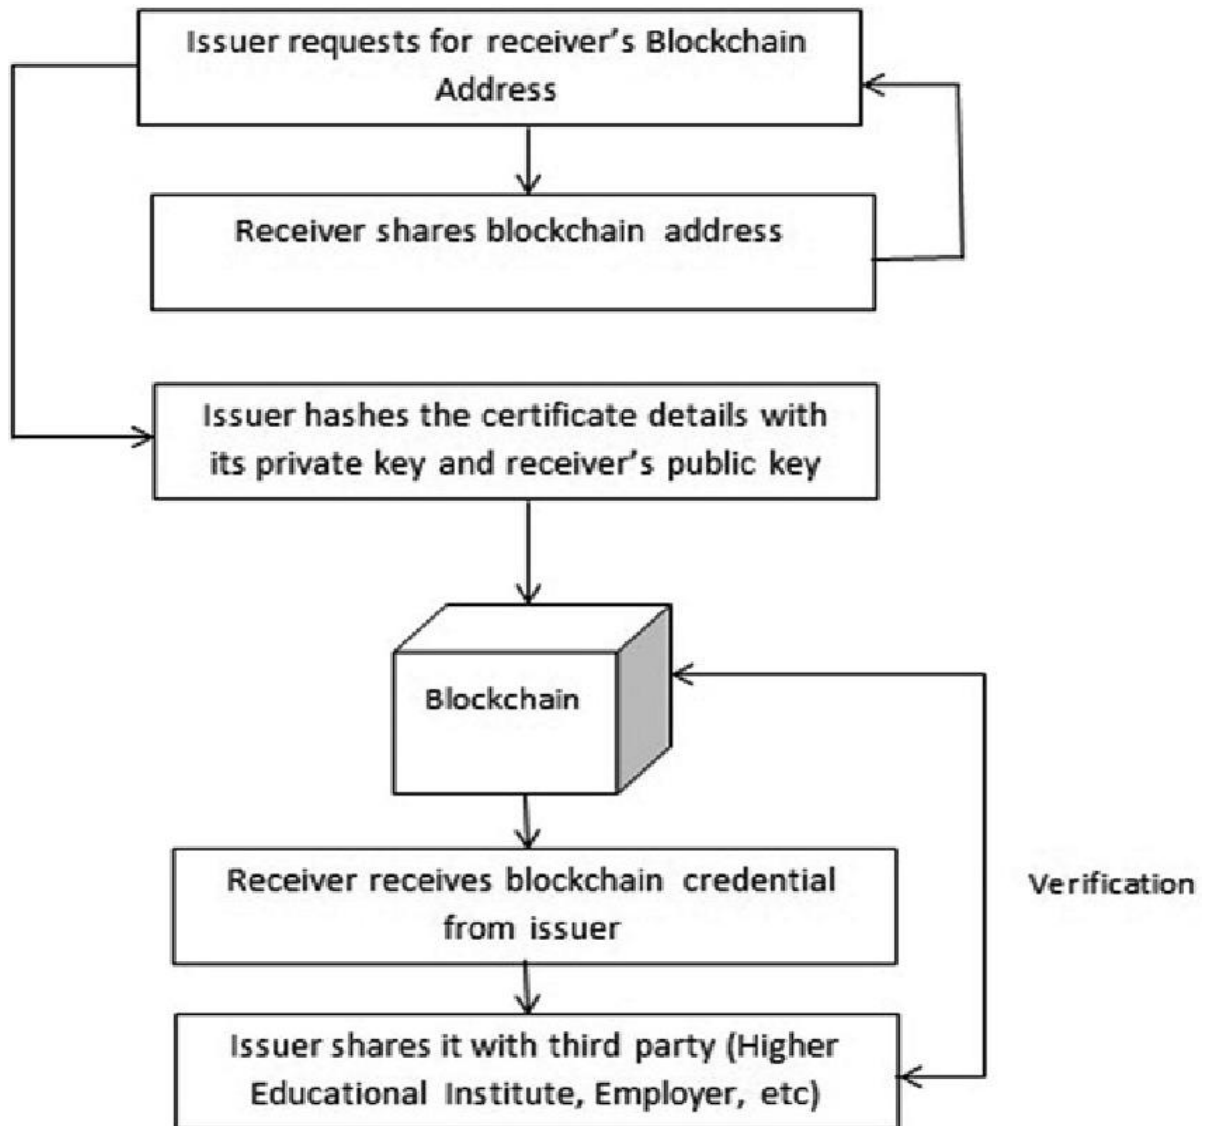 Issuer requests for receiver's Blockchain
Address
Receiver shares blockchain address
Issuer hashes the certificate details with
its private key and receiver's public key
Blockchain
Receiver receives blockchain credential
from issuer
Verification
Issuer shares it with third party (Higher
Educational Institute, Employer, etc)